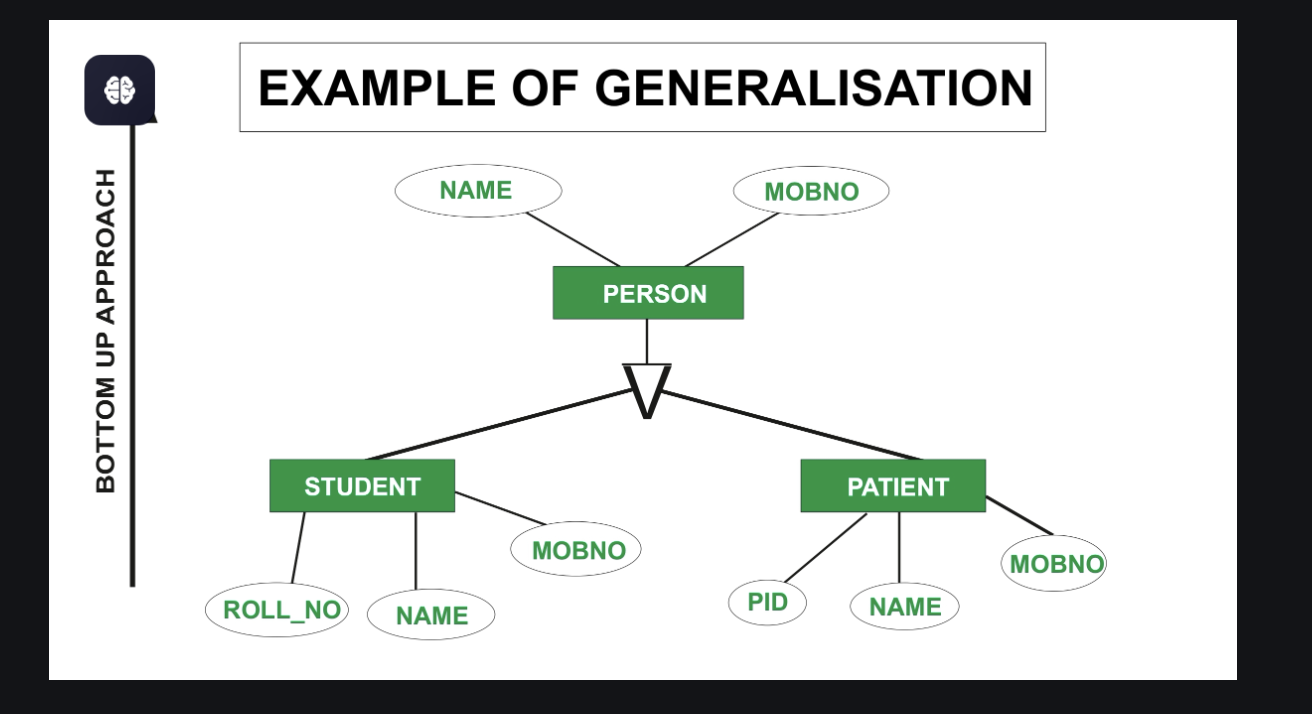 EXAMPLE OF GENERALISATION
BOTTOM UP APPROACH
NAME
MOBNO
PERSON
STUDENT
PATIENT
MOBNO
MOBNO
PID
NAME
ROLL_NO
NAME